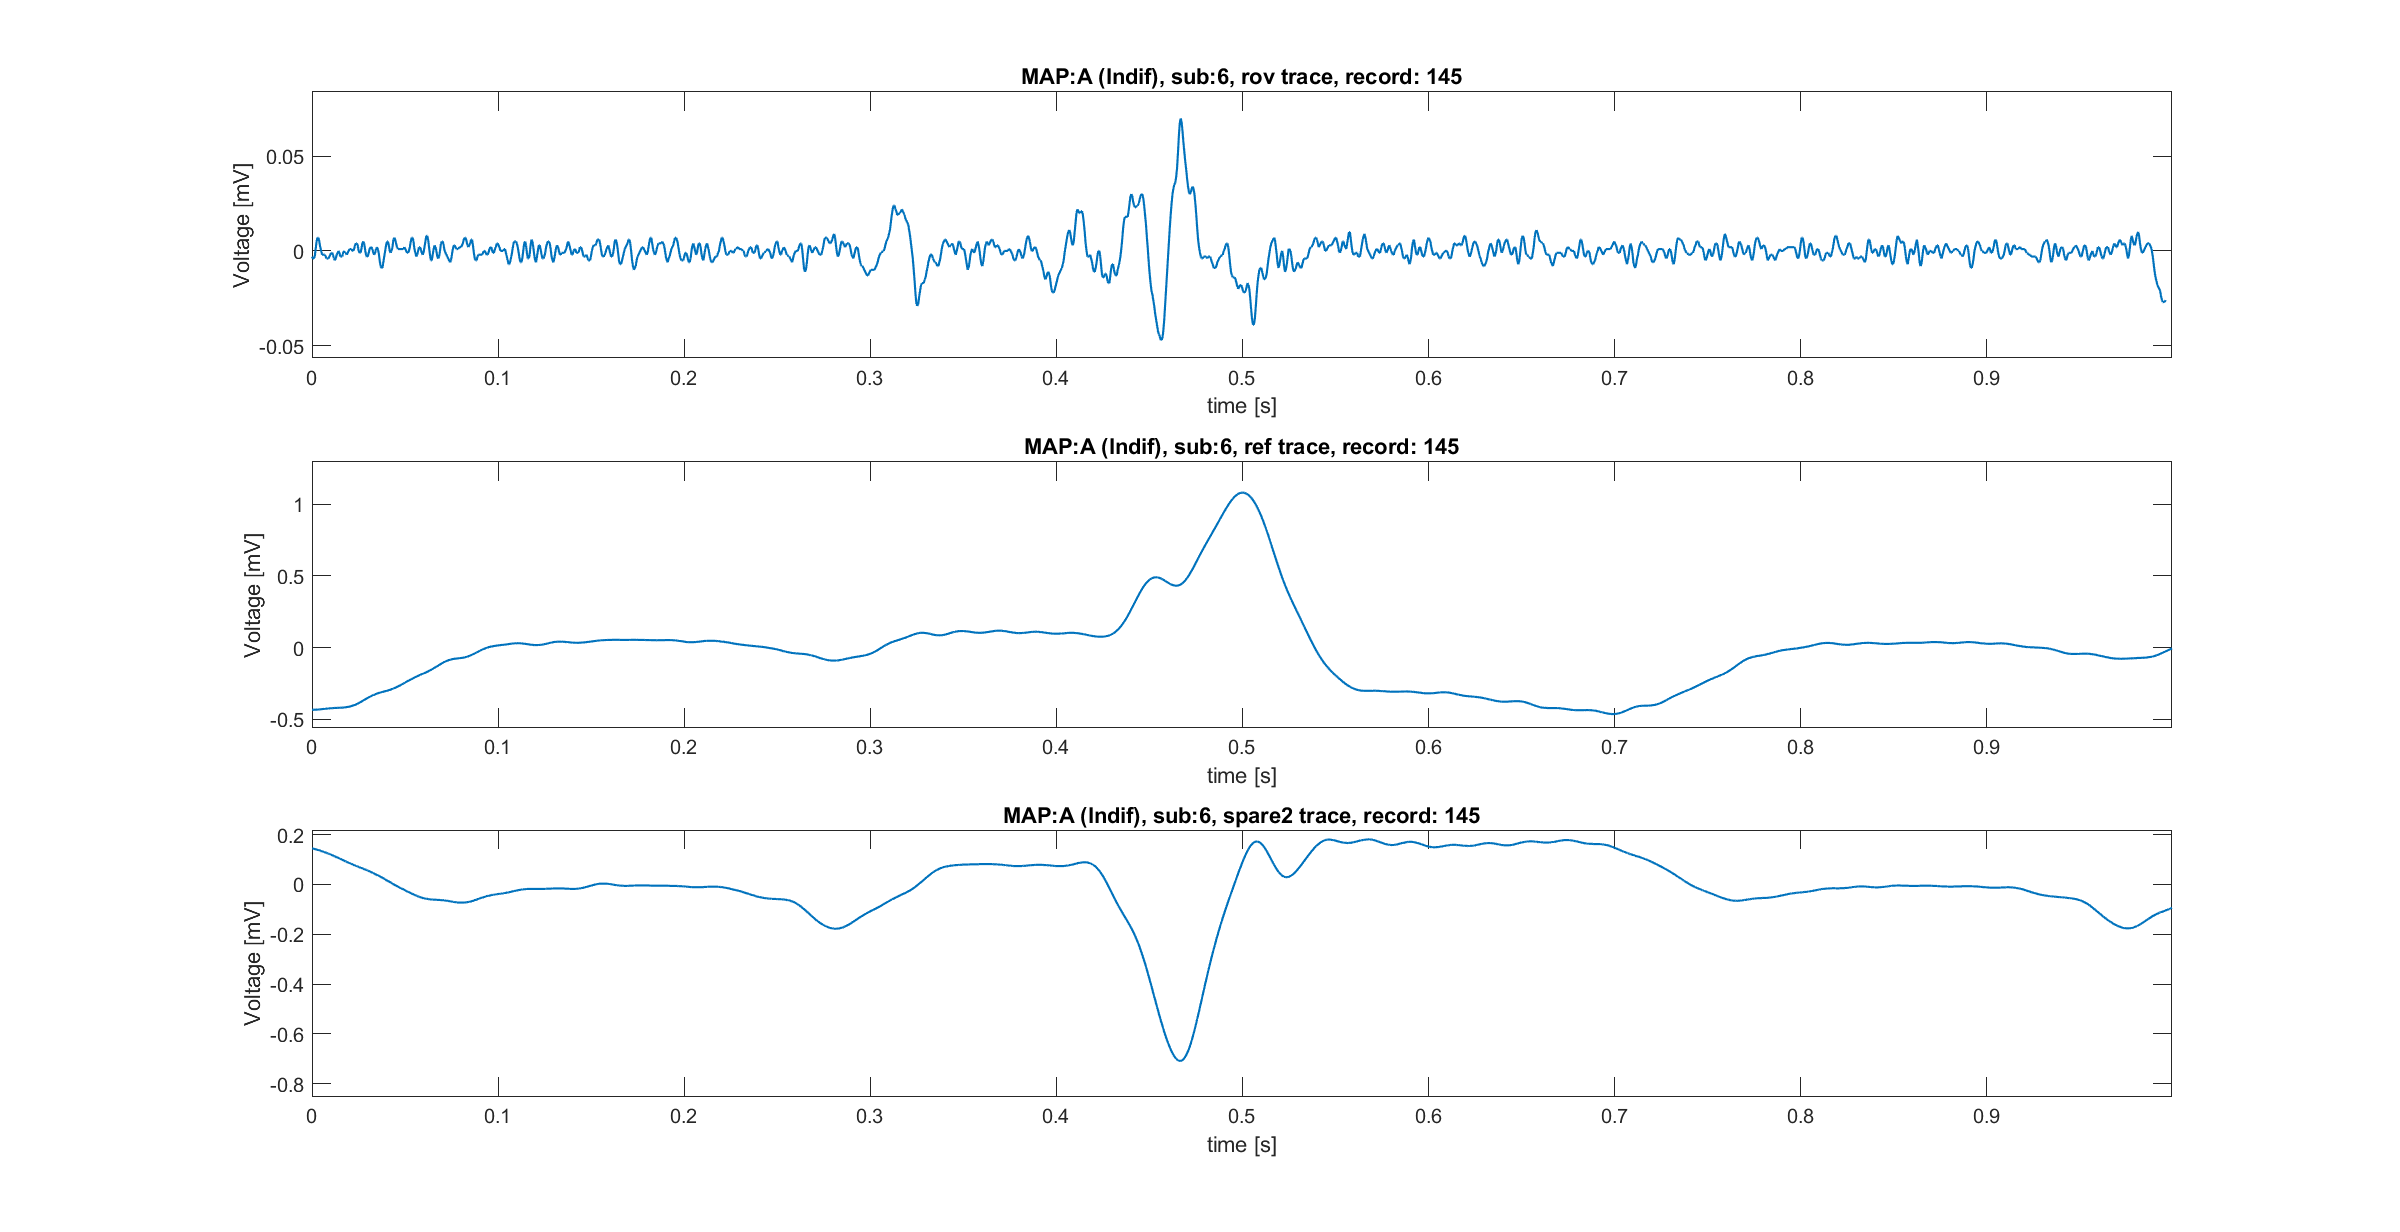 MAP:A (Indif), sub:6, rov trace, record: 145
Voltage [mV]
0.05
0
-0.05
0 0.1 0.2 0.3 0.4 0.5 0.6 0.7 0.8 0.9
time [s]
MAP:A (Indif), sub:6, ref trace, record: 145
Voltage [mV]
1
0.5
0
-0.5
0 0.1 0.2 0.3 0.4 0.5 0.6 0.7 0.8 0.9
time [s]
MAP:A (Indif), sub:6, spare2 trace, record: 145
Voltage [mV]
0.2
0
-0.2
-0.4
-0.6
-0.8
0 0.1 0.2 0.3 0.4 0.5 0.6 0.7 0.8 0.9
time [s]